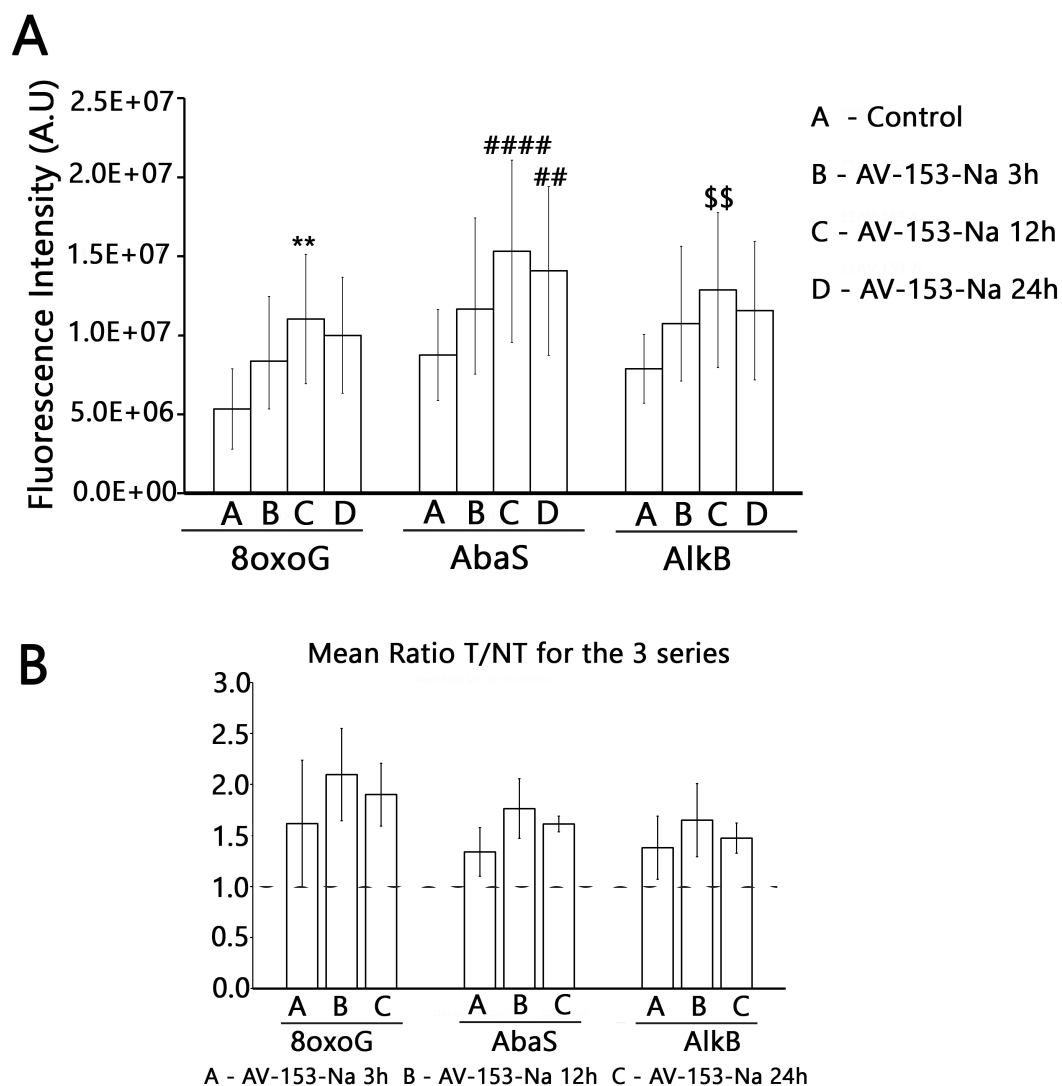 A
Fluorescence Intensity (A.U)
2.5E+07
2.0E+07
1.5E+07
1.0E+07
5.0E+06
0.0E+00
**
####
##
$$
A - Control
B - AV-153-Na 3h
C - AV-153-Na 12h
D - AV-153-Na 24h
A B C D A B C D A B C D
8oxoG AbaS AlkB
B
Mean Ratio T/NT for the 3 series
3.0
2.5
2.0
1.5
1.0
0.5
0.0
A B C A B C A B C
8oxoG AbaS AlkB
A - AV-153-Na 3h B - AV-153-Na 12h C - AV-153-Na 24h